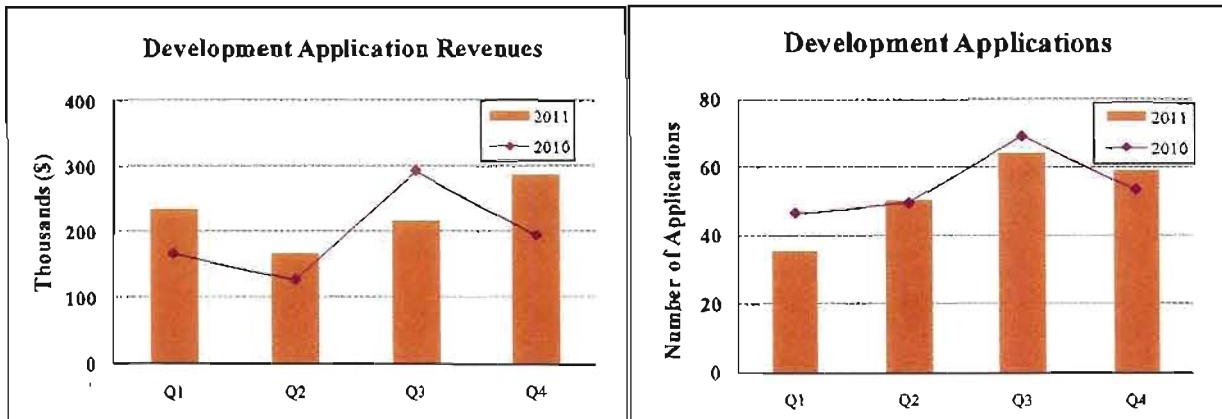 Development Application Revenues
Thousands ($)
400
300
200
100
0
2011
2010
Q1 Q2 Q3 Q4
Development Applications
Number of Applications
80
60
40
20
0
2011
2010
Q1 Q2 Q3 Q4